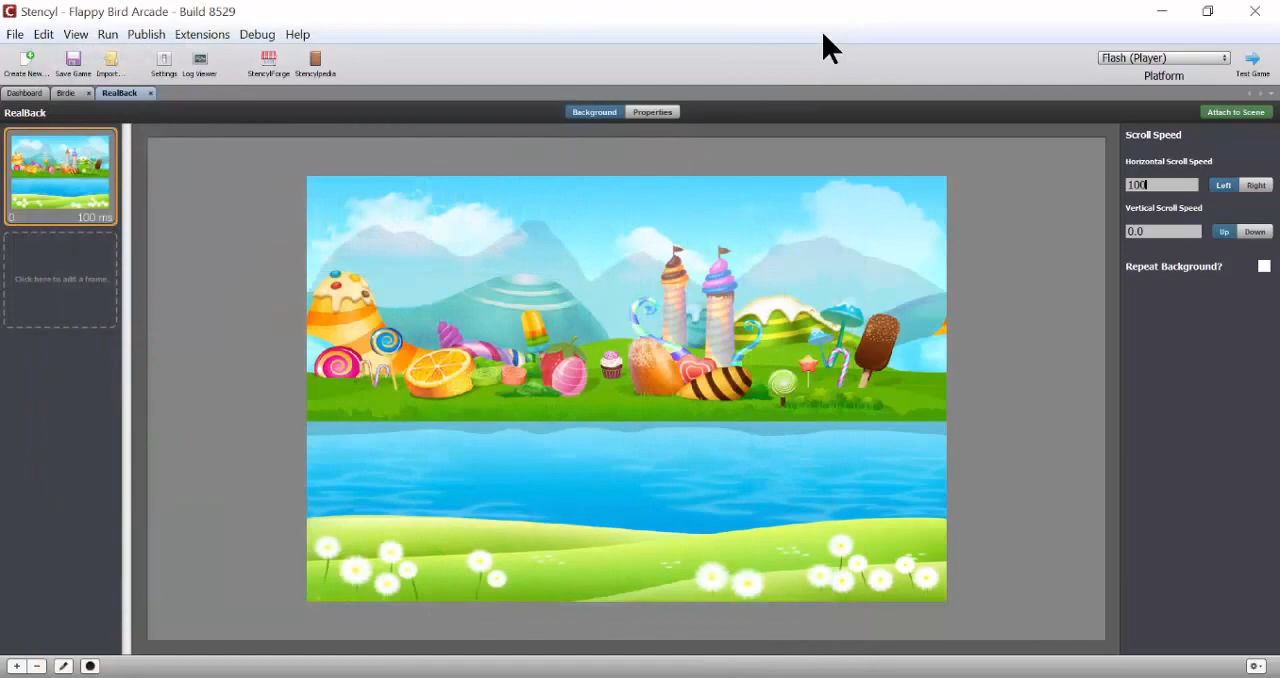 Stencyl - Flappy Bird Arcade - Build 8529
File Edit View Run Publish Extensions Debug Help
Create New... Save Game Import... Settings Log Viewer StencylForge Stencylpedia
Flash (Player)
Platform
Test Game
Dashboard Birdie RealBack
RealBack
Background Properties
Attach to Scene
0 100 ms
Click here to add a frame.
Scroll Speed
Horizontal Scroll Speed
100 Left Right
Vertical Scroll Speed
0.0 Up Down
Repeat Background?